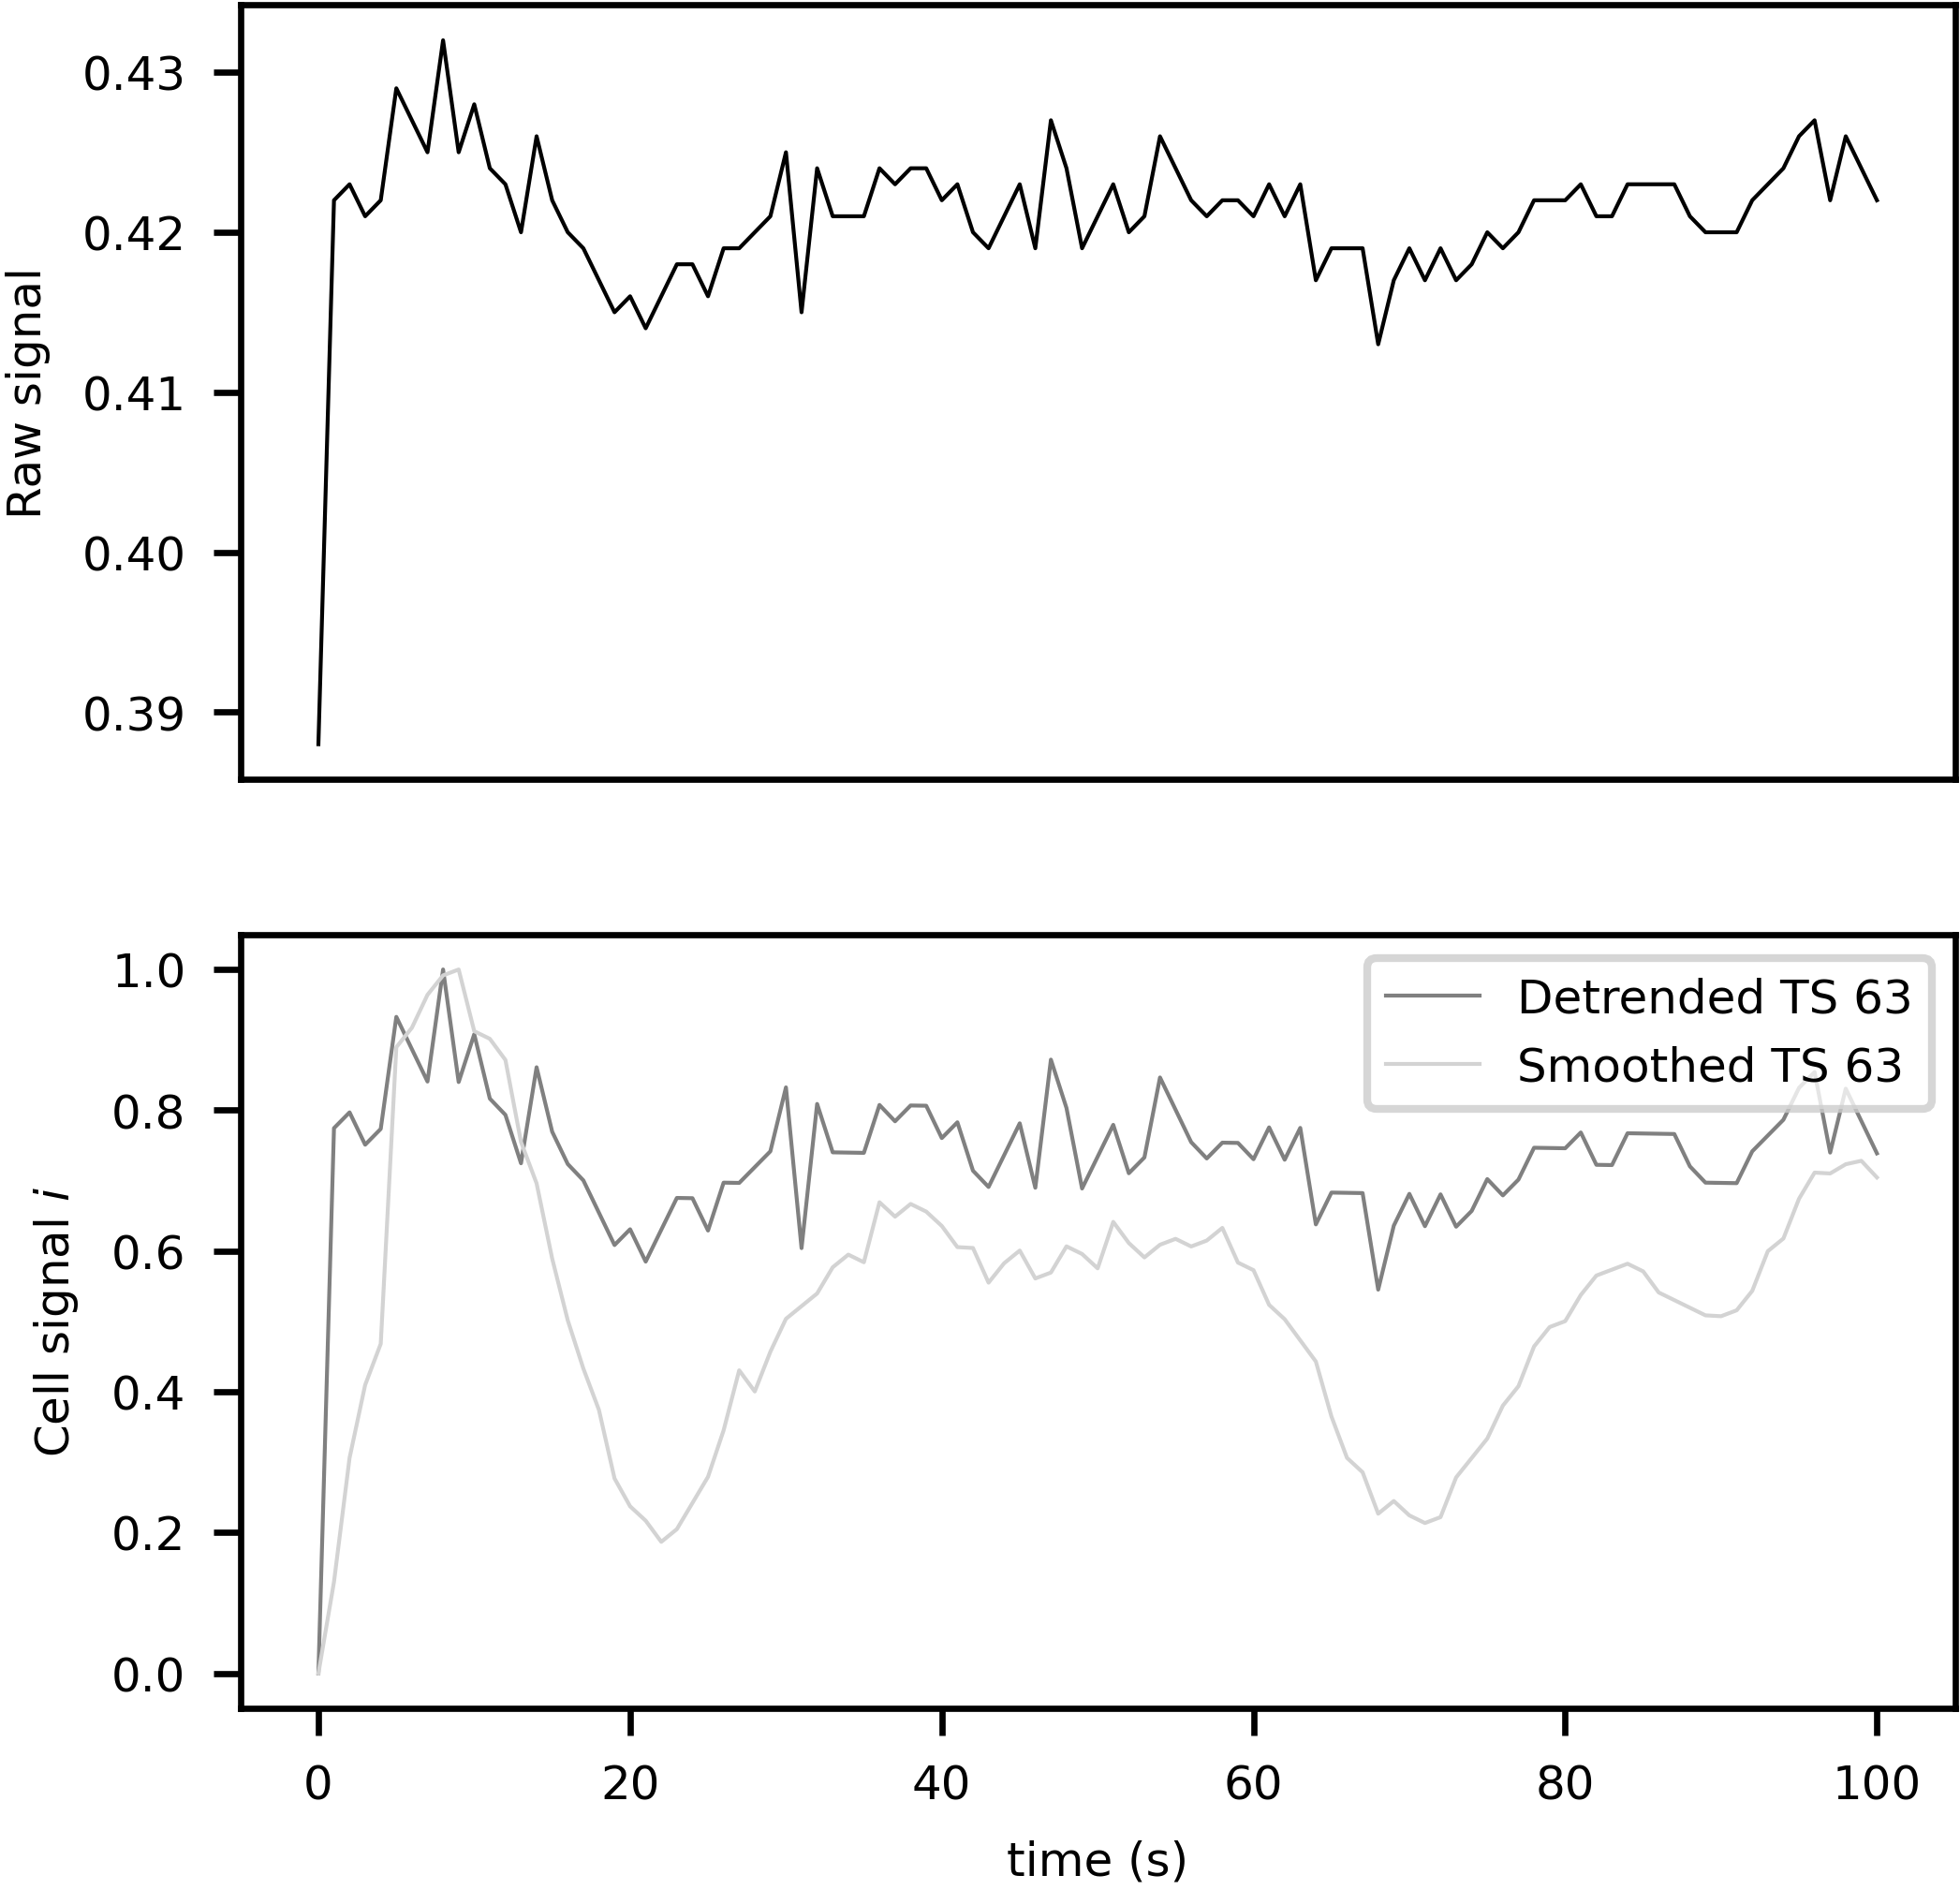 0.43
0.42
0.41
0.40
0.39
Raw signal
1.0
0.8
0.6
0.4
0.2
0.0
Cell signal i
Detrended TS 63
Smoothed TS 63
0 20 40 60 80 100
time (s)